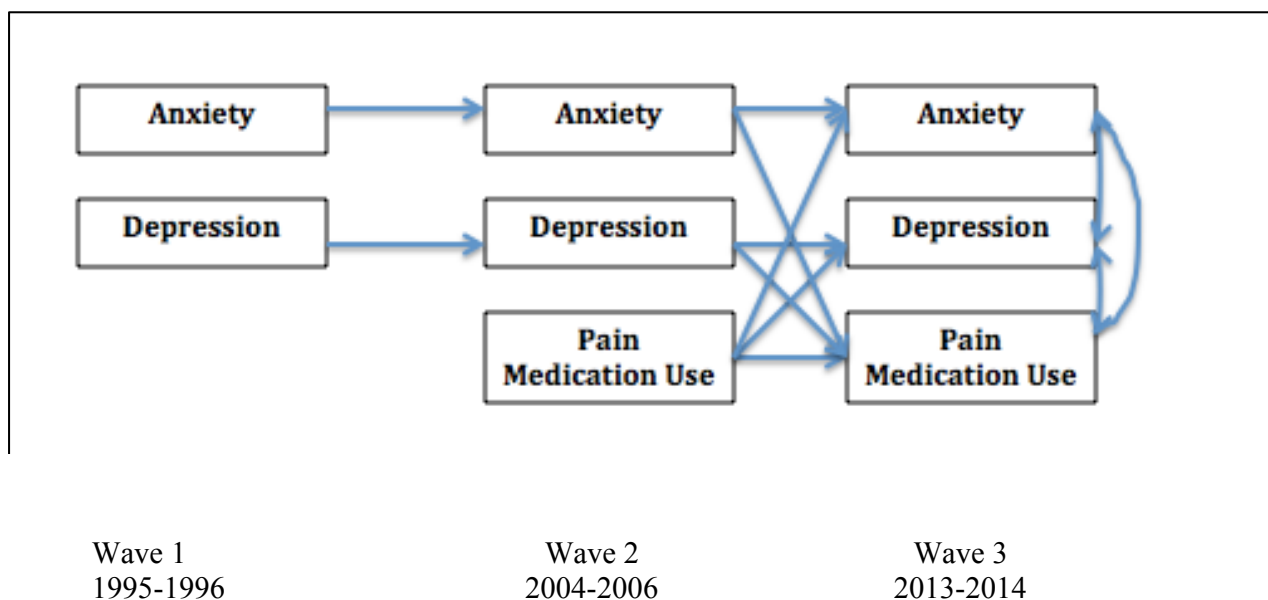 Anxiety
Anxiety
Anxiety
Depression
Depression
Depression
Pain
Medication Use
Pain
Medication Use
Wave 1
1995-1996
Wave 2
2004-2006
Wave 3
2013-2014